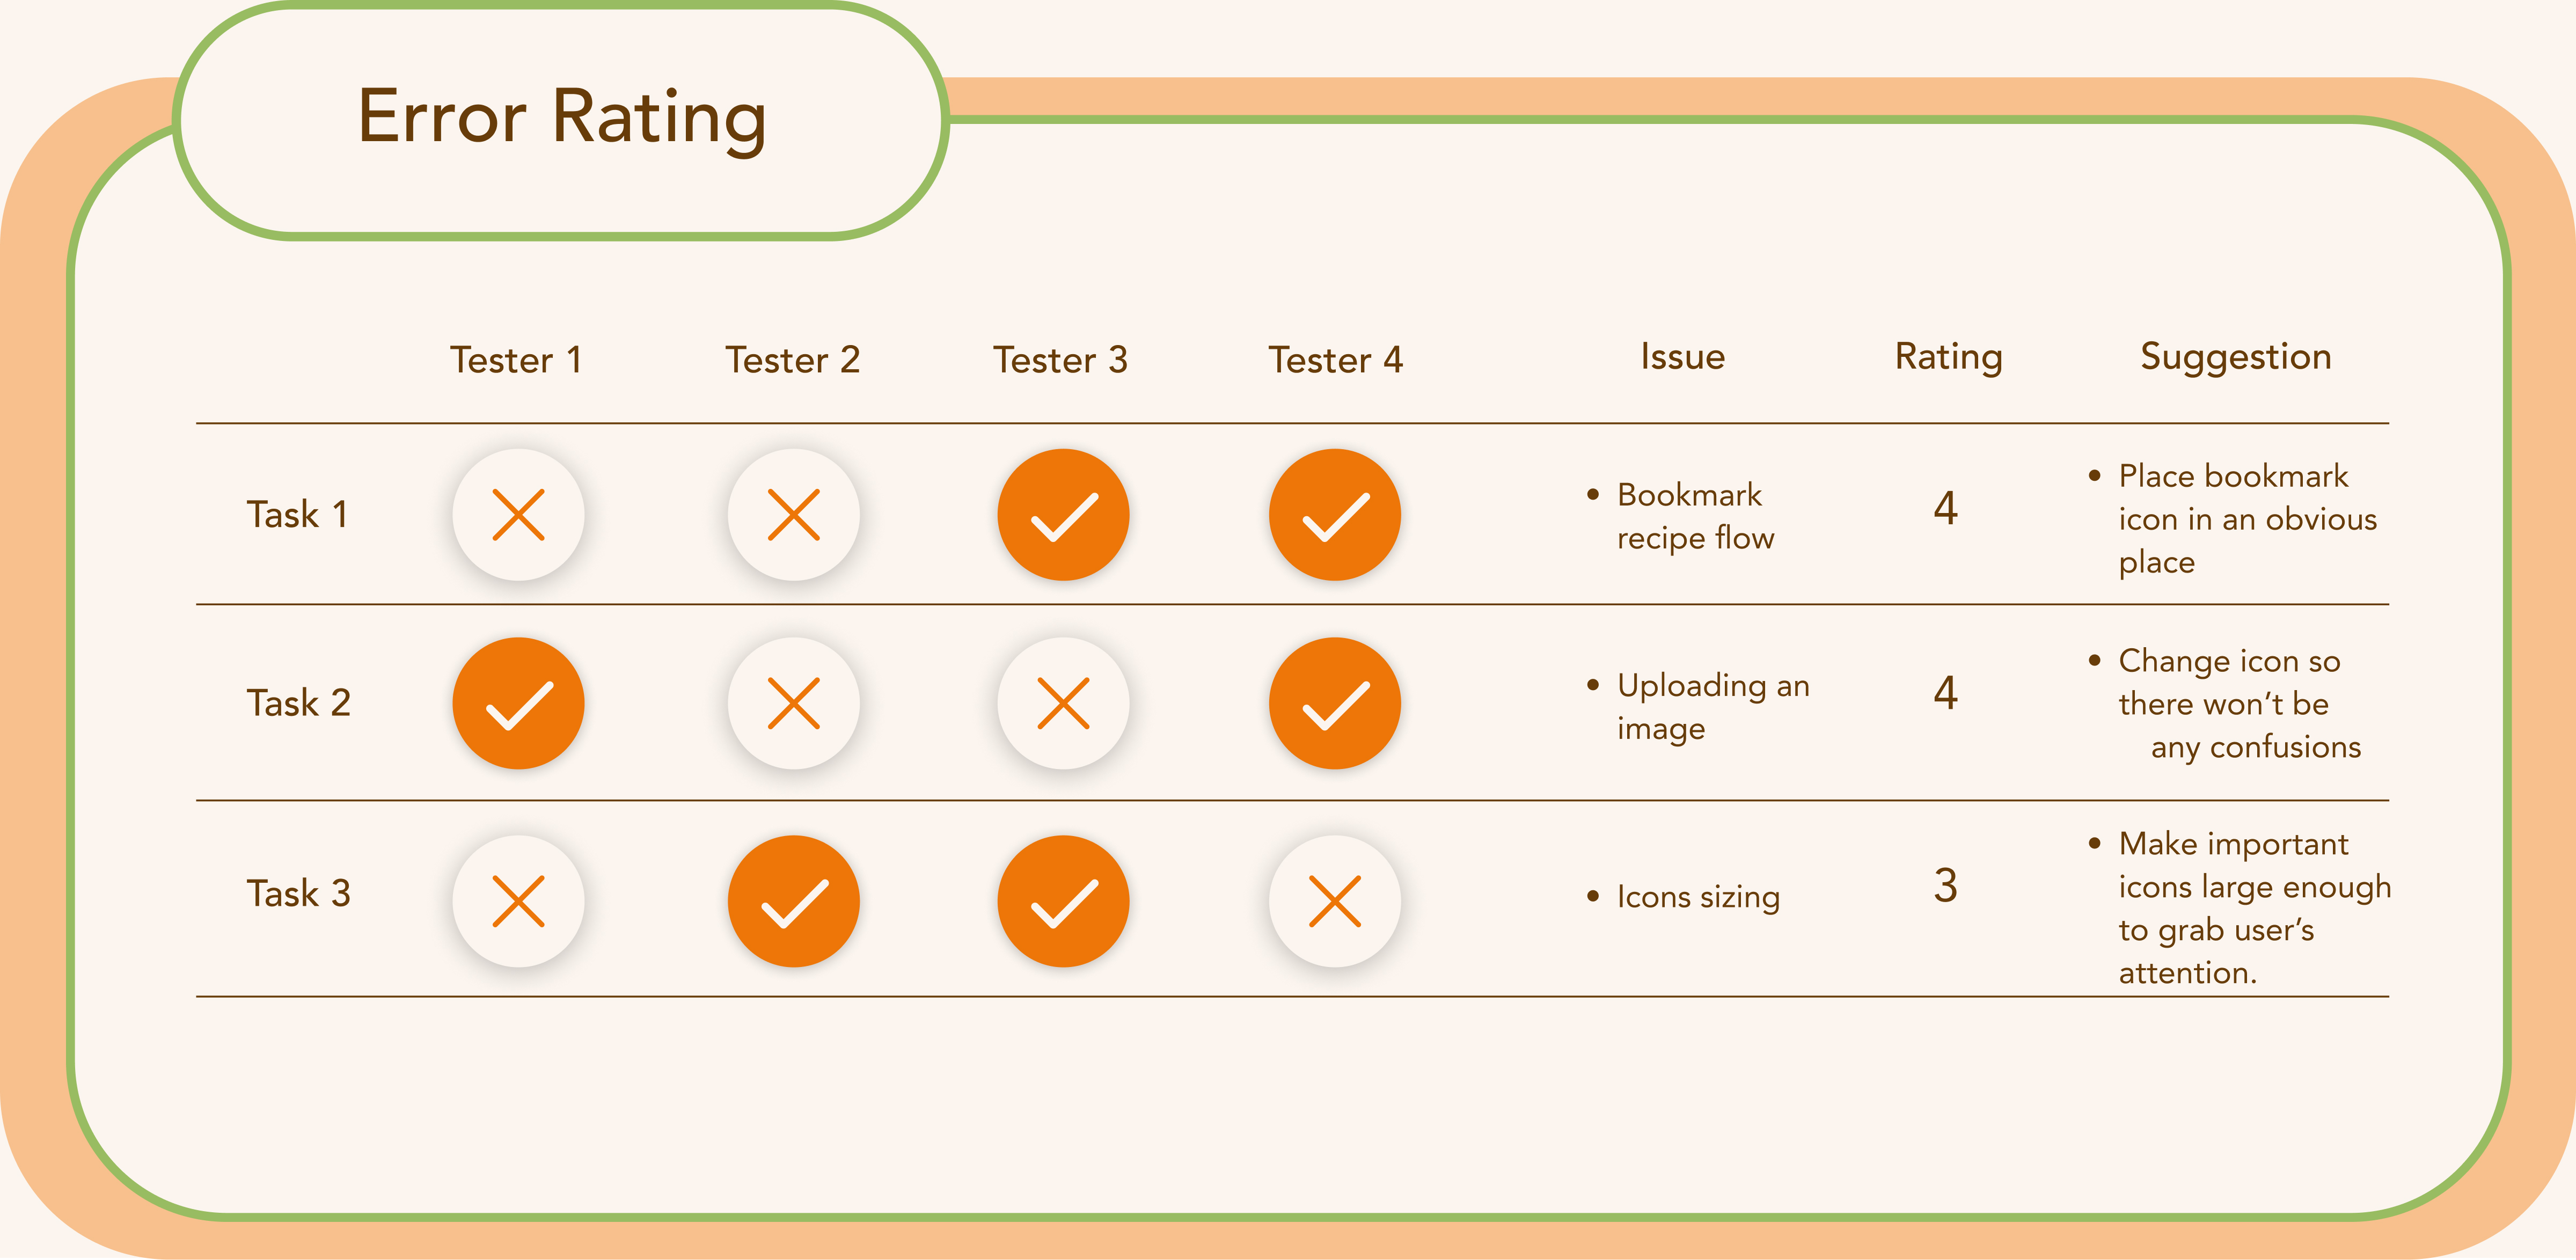 Error Rating
Tester 1 Tester 2 Tester 3 Tester 4 Issue Rating Suggestion
Task 1
• Bookmark
recipe flow
4
• Place bookmark
icon in an obvious
place
Task 2
• Uploading an
image
4
• Change icon so
there won’t be
any confusions
Task 3
• Icons sizing
3
• Make important
icons large enough
to grab user’s
attention.